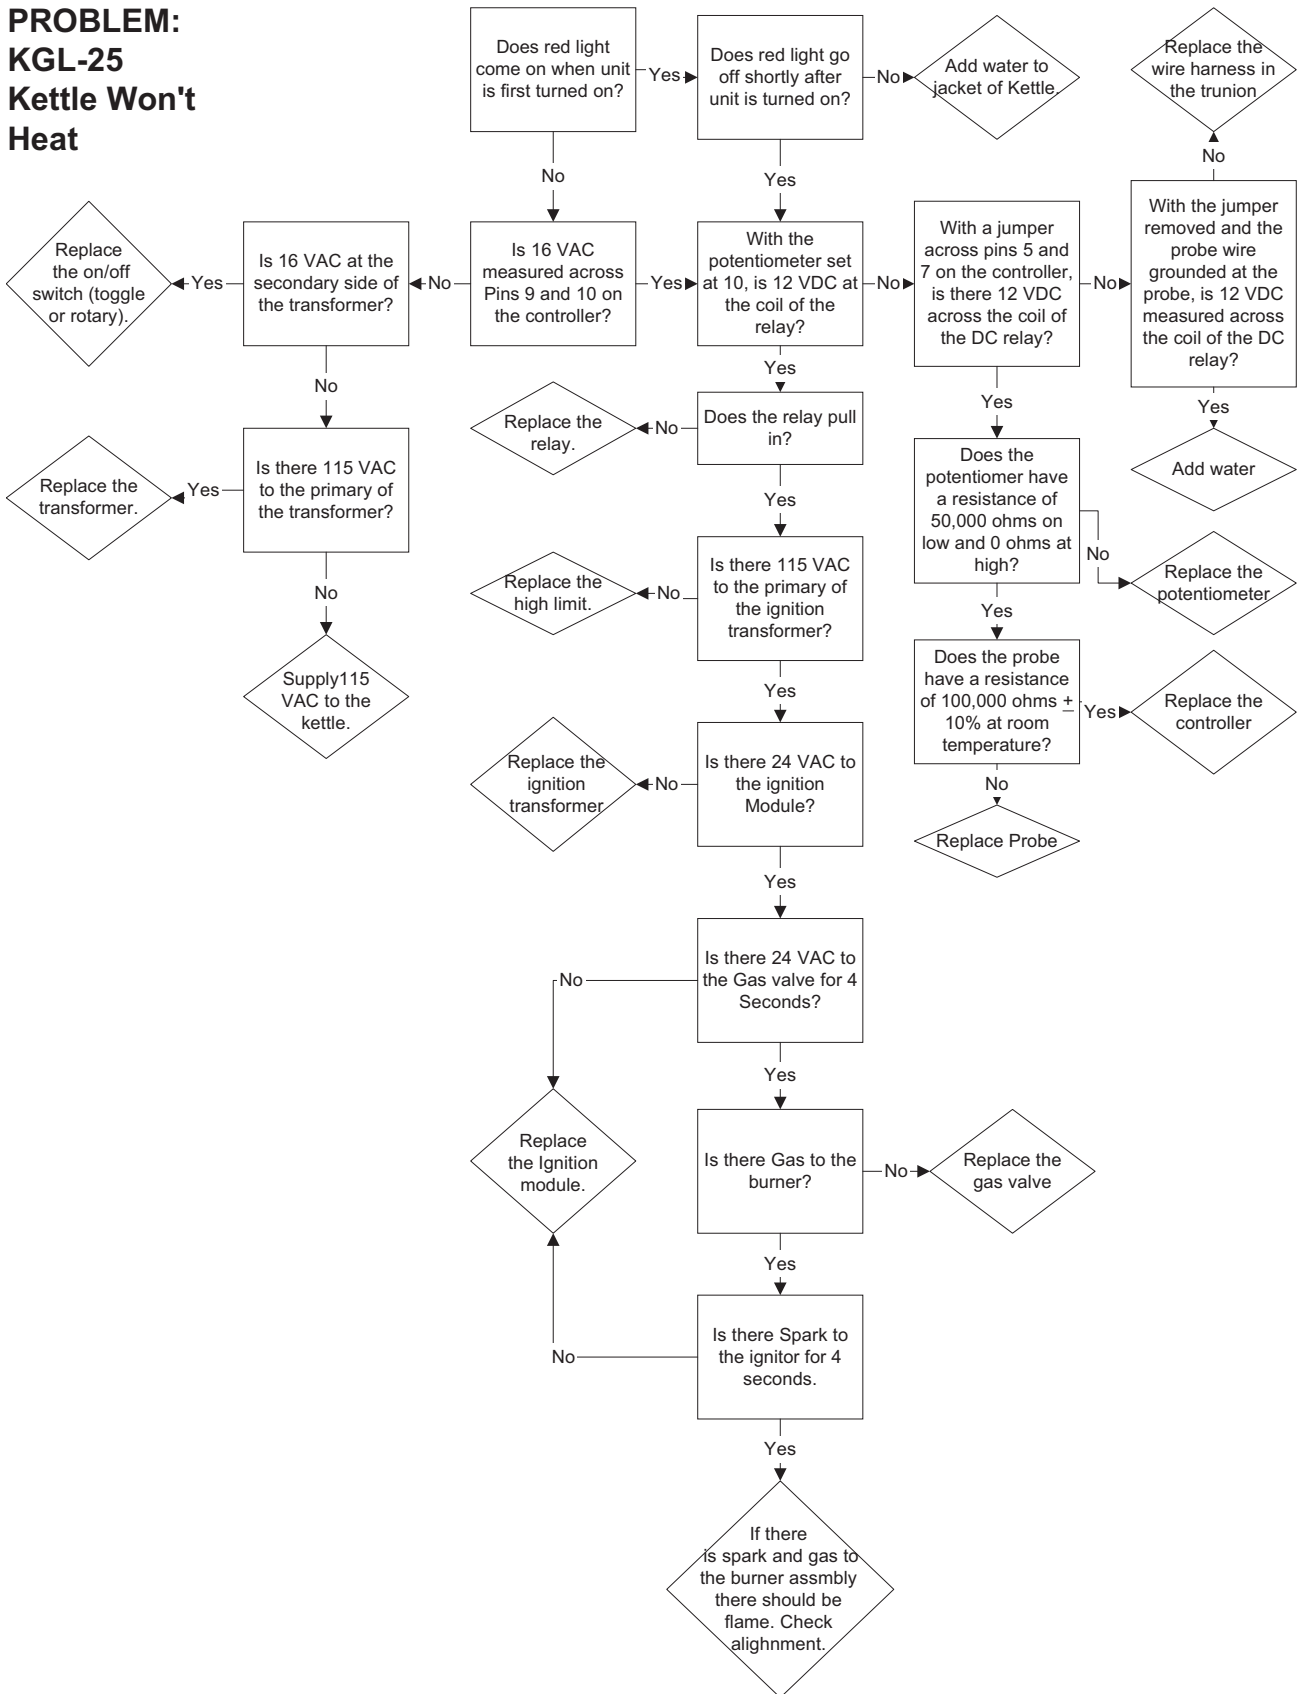 PROBLEM:
KGL-25
Kettle Won't
Heat
Does red light
come on when unit
is first turned on?
Yes
Does red light go
off shortly after
unit is turned on?
No
Add water to
jacket of Kettle.
Replace the
wire harness in
the trunion
No
Yes
No
Replace
the on/off
switch (toggle
or rotary).
Yes
Is 16 VAC at the
secondary side of
the transformer?
No
Is 16 VAC
measured across
Pins 9 and 10 on
the controller?
Yes
With the
potentiometer set
at 10, is 12 VDC at
the coil of the
relay?
No
With a jumper
across pins 5 and
7 on the controller,
is there 12 VDC
across the coil of
the DC relay?
No
With the jumper
removed and the
probe wire
grounded at the
probe, is 12 VDC
measured across
the coil of the DC
relay?
No
Yes
Yes
Yes
Replace the
relay.
No
Does the relay pull
in?
Add water
Replace the
transformer.
Yes
Is there 115 VAC
to the primary of
the transformer?
Does the
potentiomer have
a resistance of
50,000 ohms on
low and 0 ohms at
high?
No
Replace the
potentiometer
Yes
No
Yes
Replace the
high limit.
No
Is there 115 VAC
to the primary of
the ignition
transformer?
Supply115
VAC to the
kettle.
Does the probe
have a resistance
of 100,000 ohms ±
10% at room
temperature?
Yes
Replace the
controller
Yes
No
Replace Probe
Replace the
ignition
transformer
No
Is there 24 VAC to
the ignition
Module?
Yes
Is there 24 VAC to
the Gas valve for 4
Seconds?
No
Yes
Replace
the Ignition
module.
Is there Gas to the
burner?
No
Replace the
gas valve
Yes
Is there Spark to
the ignitor for 4
seconds.
No
Yes
If there
is spark and gas to
the burner assmbly
there should be
flame. Check
alighnment.